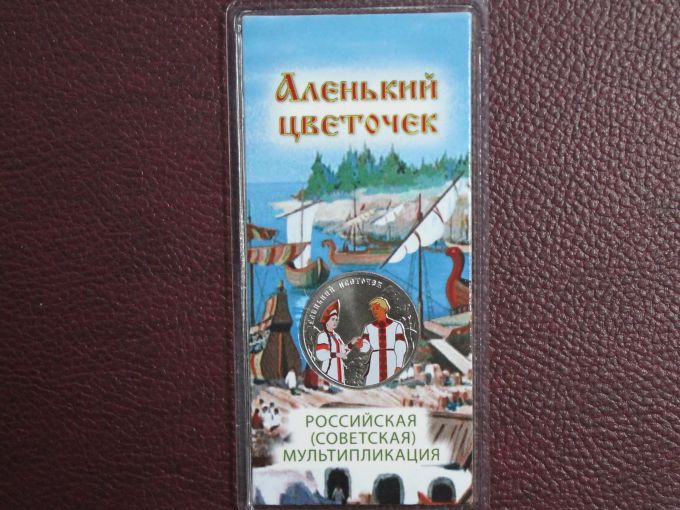 Аленький
цветочек
АЛЕНЬКИЙ ЦВЕТОЧЕК
РОССИЙСКАЯ
(СОВЕТСКАЯ)
МУЛЬТИПЛИКАЦИЯ